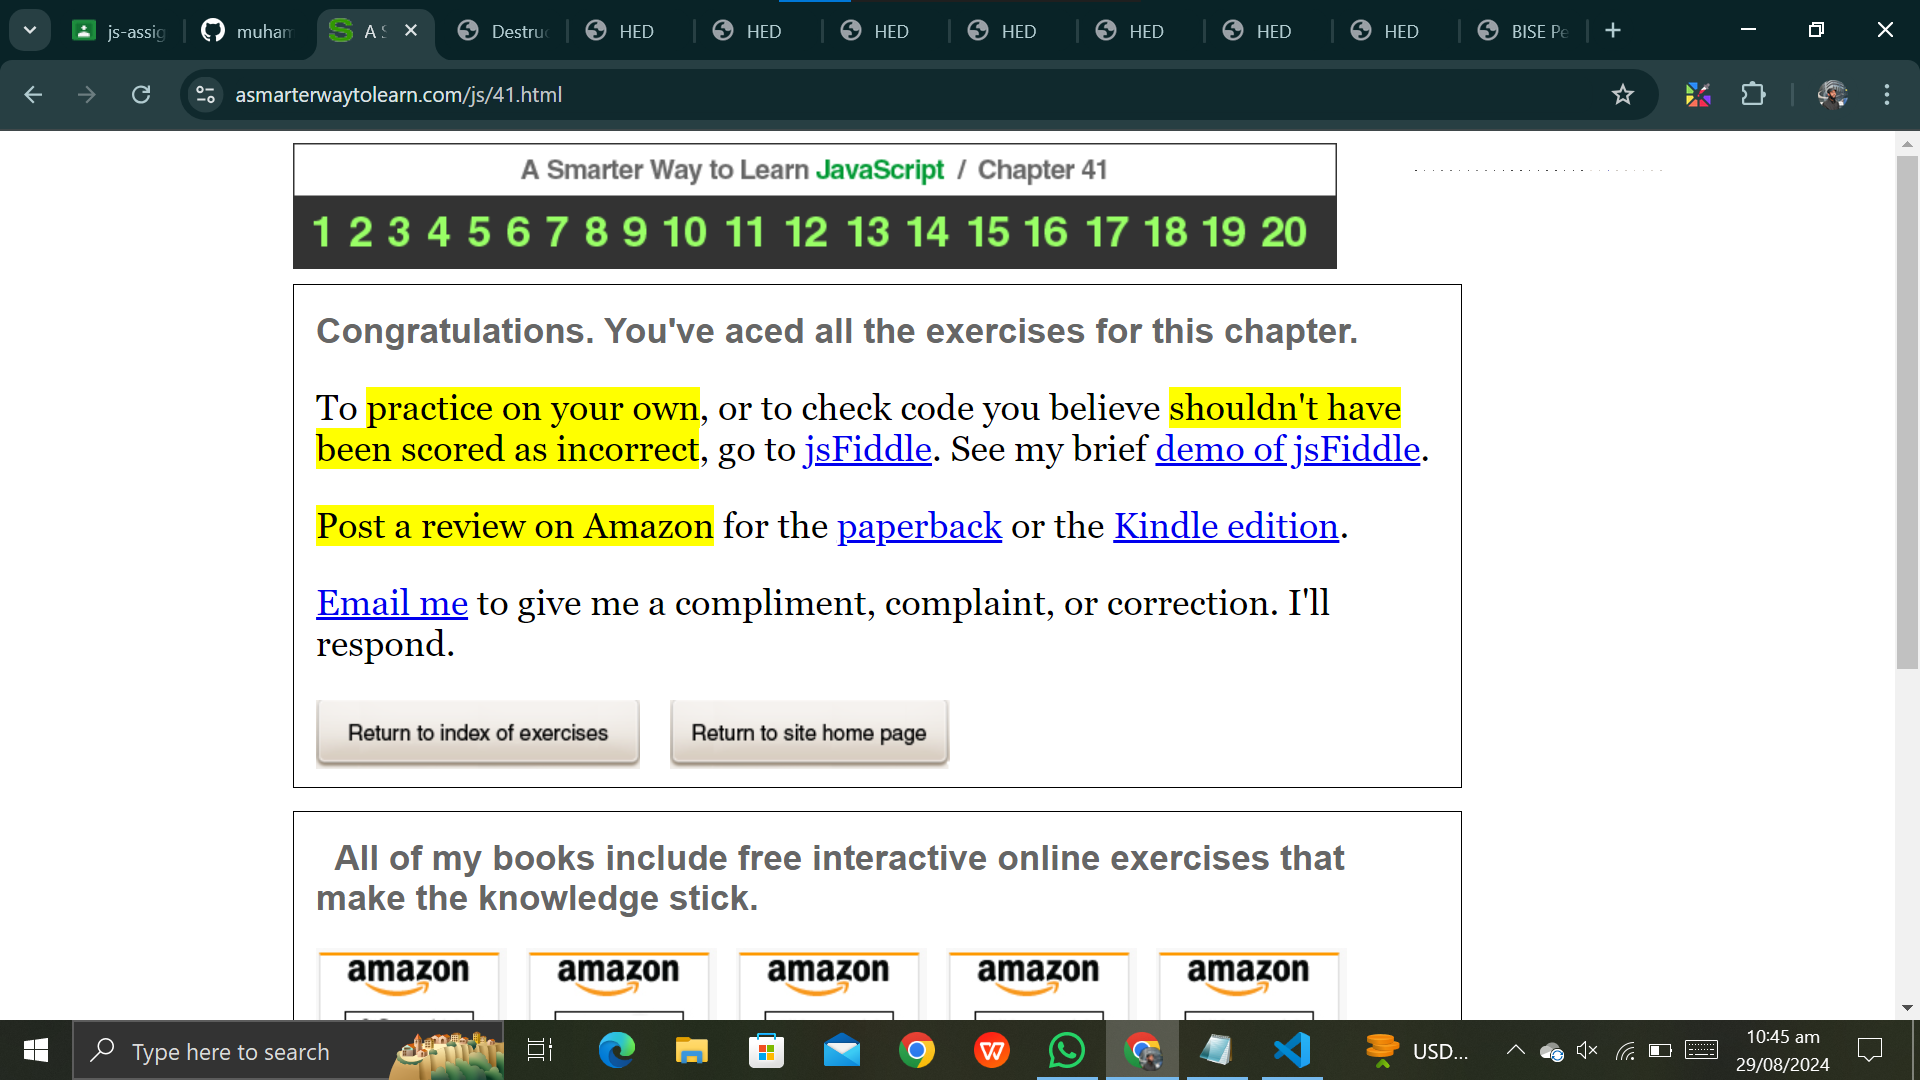 js-assig
muham
A S
Destruc
HED
HED
HED
HED
HED
HED
HED
BISE Pe
asmarterwaytolearn.com/js/41.html
A Smarter Way to Learn JavaScript / Chapter 41
1 2 3 4 5 6 7 8 9 10 11 12 13 14 15 16 17 18 19 20
Congratulations. You've aced all the exercises for this chapter.
To practice on your own, or to check code you believe shouldn't have
been scored as incorrect, go to jsFiddle. See my brief demo of jsFiddle.
Post a review on Amazon for the paperback or the Kindle edition.
Email me to give me a compliment, complaint, or correction. I'll
respond.
Return to index of exercises
Return to site home page
All of my books include free interactive online exercises that
make the knowledge stick.
amazon amazon amazon amazon amazon
Type here to search
USD...
10:45 am
29/08/2024